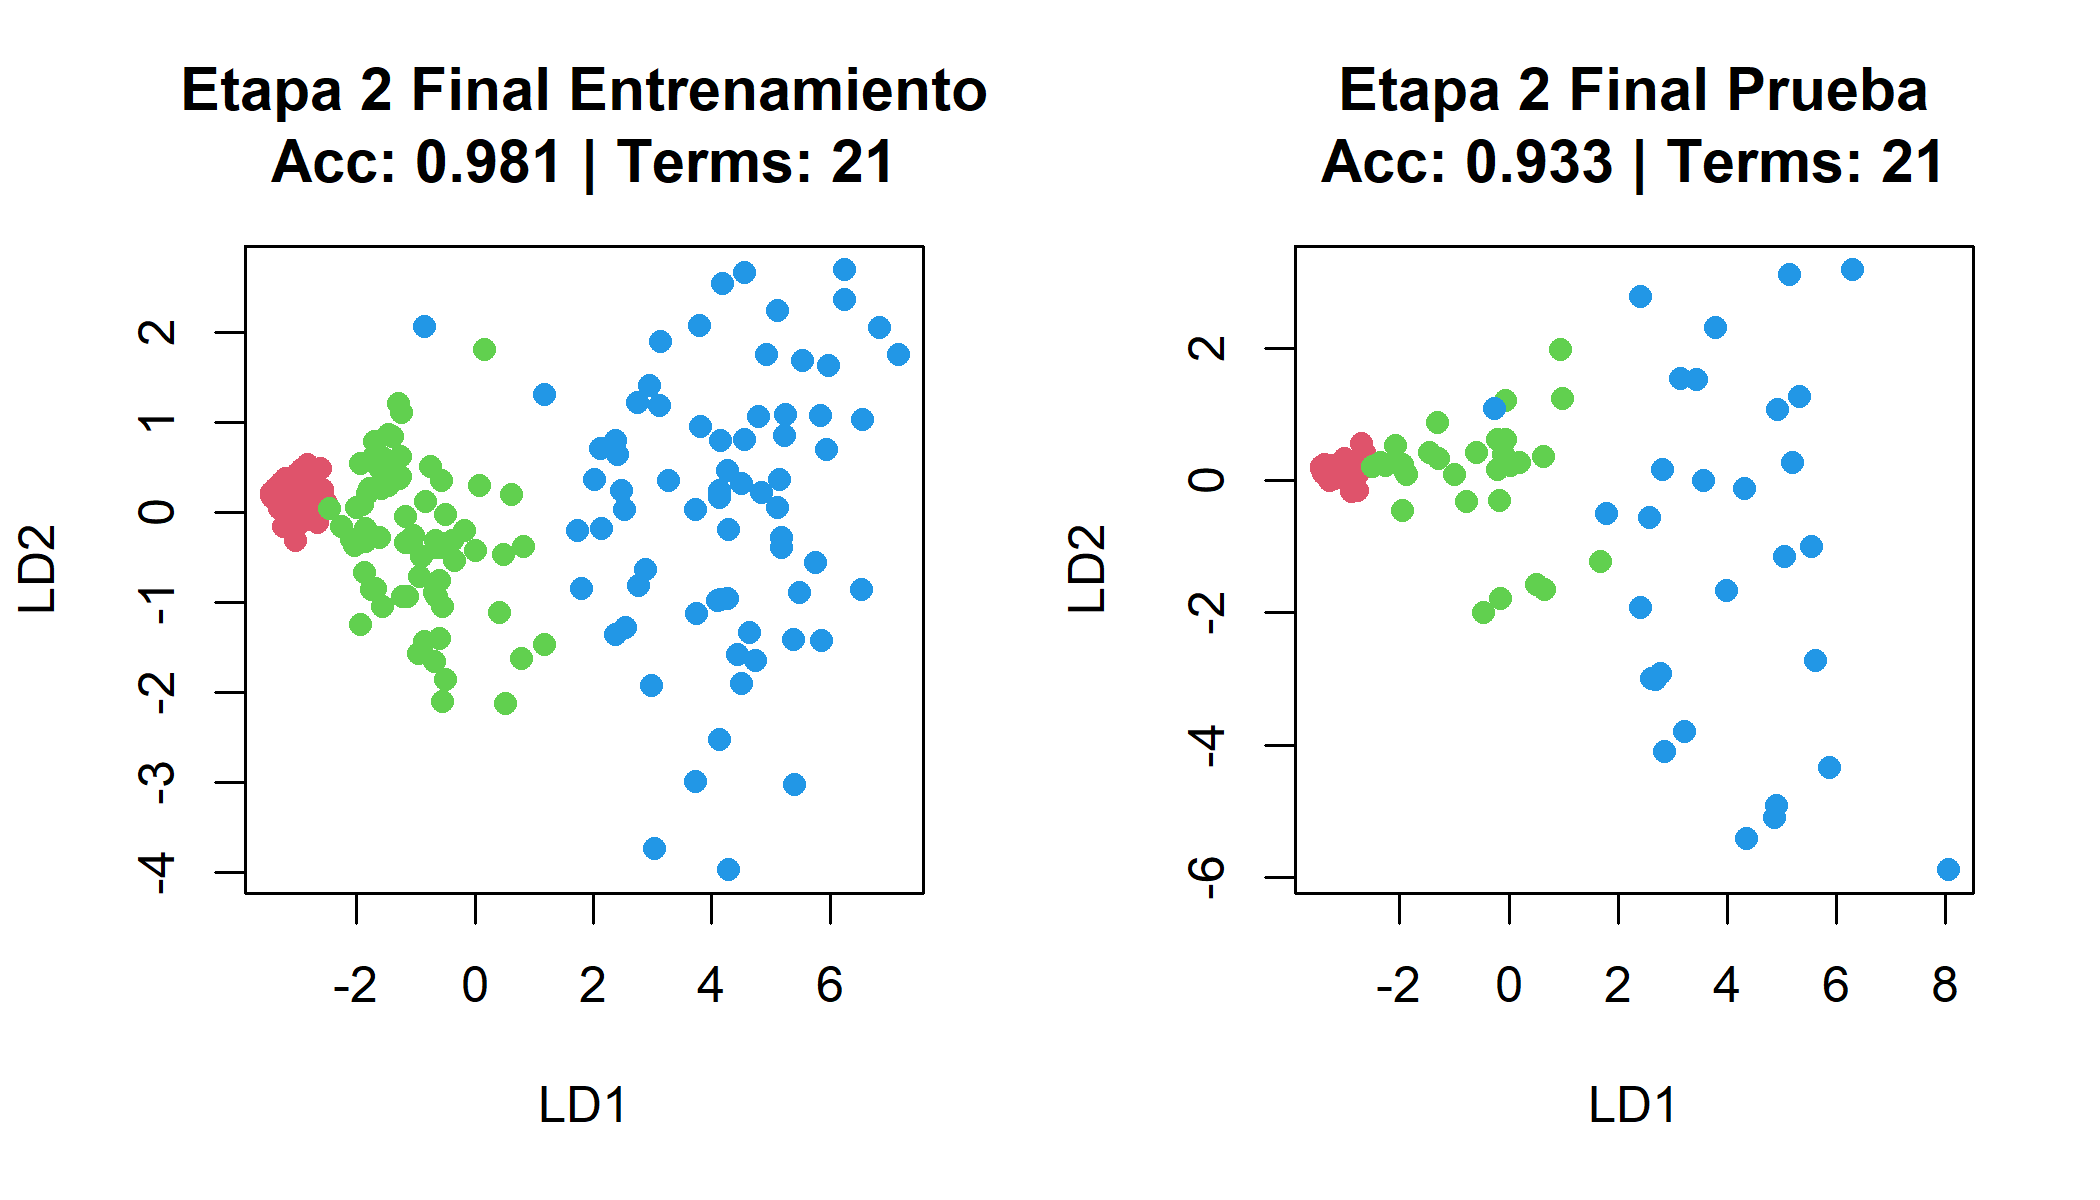 Etapa 2 Final Entrenamiento
Acc: 0.981 | Terms: 21
LD2
2
1
0
-1
-2
-3
-4
-2 0 2 4 6
LD1
Etapa 2 Final Prueba
Acc: 0.933 | Terms: 21
LD2
2
0
-2
-4
-6
-2 0 2 4 6 8
LD1